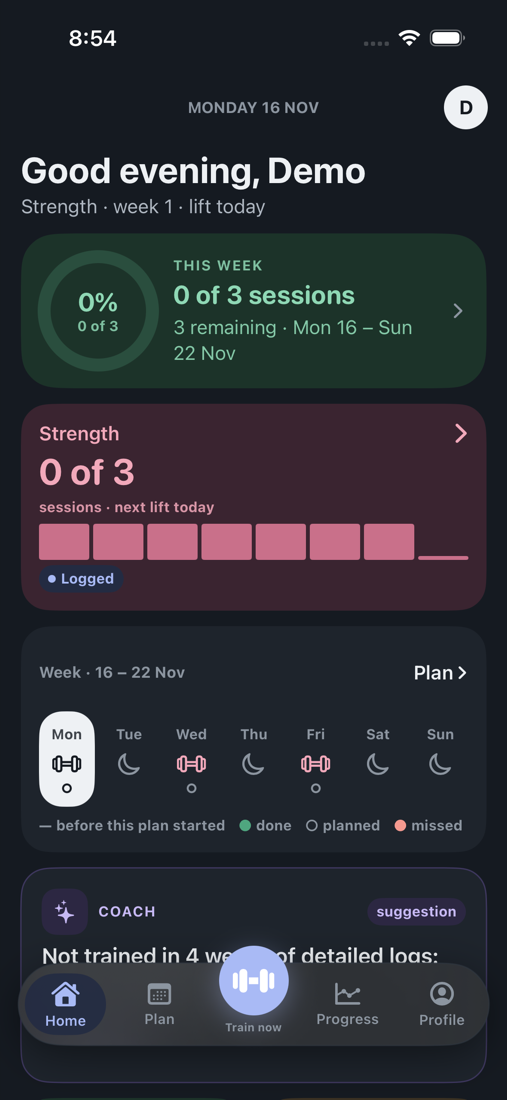 8:54
MONDAY 16 NOV
D
Good evening, Demo
Strength · week 1 · lift today
THIS WEEK
0%
0 of 3
0 of 3 sessions
3 remaining · Mon 16 – Sun
22 Nov
Strength
0 of 3
sessions · next lift today
Logged
Week · 16 – 22 Nov
Plan
Mon Tue Wed Thu Fri Sat Sun
— before this plan started done planned missed
COACH
suggestion
Not trained in 4 of detailed logs:
Home
Plan
Train now
Progress
Profile